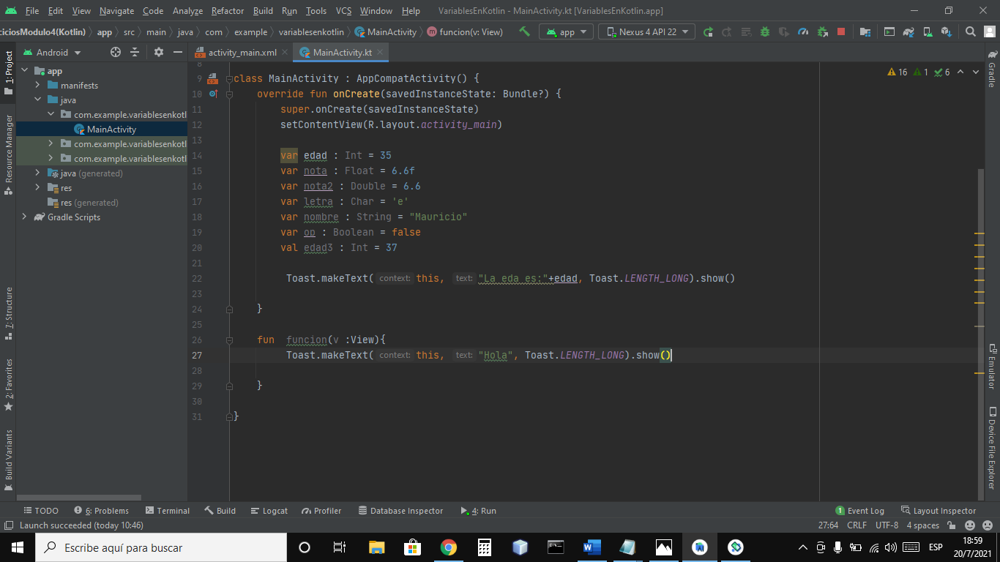 File Edit View Navigate Code Analyze Refactor Build Run Tools VCS Window Help VariablesEnKotlin - MainActivity.kt [VariablesEnKotlin.app]
ciciosModulo4(Kotlin) app src main java com example variablesenkotlin MainActivity funcion(v: View) app Nexus 4 API 22
Android activity_main.xml MainActivity.kt
1: Project
Resource Manager
7: Structure
2: Favorites
Build Variants
app
manifests
java
com.example.variablesenkotl
MainActivity
com.example.variablesenkotl
com.example.variablesenkotl
java (generated)
res
res (generated)
Gradle Scripts
16 1 6
8
9 class MainActivity : AppCompatActivity() {
10 override fun onCreate(savedInstanceState: Bundle?) {
11 super.onCreate(savedInstanceState)
12 setContentView(R.layout.activity_main)
13
14 var edad : Int = 35
15 var nota : Float = 6.6f
16 var nota2 : Double = 6.6
17 var letra : Char = 'e'
18 var nombre : String = "Mauricio"
19 var op : Boolean = false
20 val edad3 : Int = 37
21
22 Toast.makeText( context: this, text: "La eda es:"+edad, Toast.LENGTH_LONG).show()
23
24 }
25
26 fun funcion(v :View){
27 Toast.makeText( context: this, text: "Hola", Toast.LENGTH_LONG).show()
28
29 }
30
31 }
Gradle
Emulator
Device File Explorer
TODO 6: Problems Terminal Build Logcat Profiler Database Inspector 4: Run 1 Event Log Layout Inspector
Launch succeeded (today 10:46) 27:64 CRLF UTF-8 4 spaces
Escribe aquí para buscar
ESP
18:59
20/7/2021